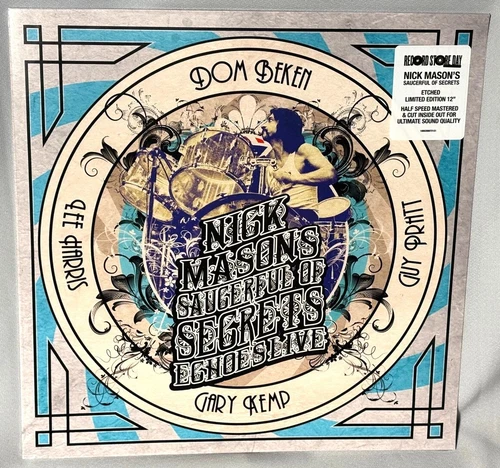 DOM BEKEN
LEE HARRIS
GUY PRATT
GARY KEMP
NICK
MASON'S
SAUCERFUL OF
SECRETS
ECHOES LIVE
RECORD STORE DAY
NICK MASON'S
SAUCERFUL OF SECRETS
ETCHED
LIMITED EDITION 12"
HALF SPEED MASTERED
& CUT INSIDE OUT FOR
ULTIMATE SOUND QUALITY